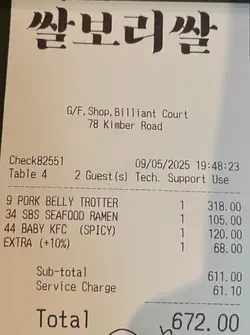 쌀보리쌀
G/F,Shop,Billiant Court
78 Kimber Road
Check82551 09/05/2025 19:48:23
Table 4 2 Guest(s) Tech. Support Use
9 PORK BELLY TROTTER 1 318.00
34 SBS SEAFOOD RAMEN 1 105.00
44 BABY KFC (SPICY) 1 120.00
EXTRA (+10%) 1 68.00
Sub-total 611.00
Service Charge 61.10
Total 672.00